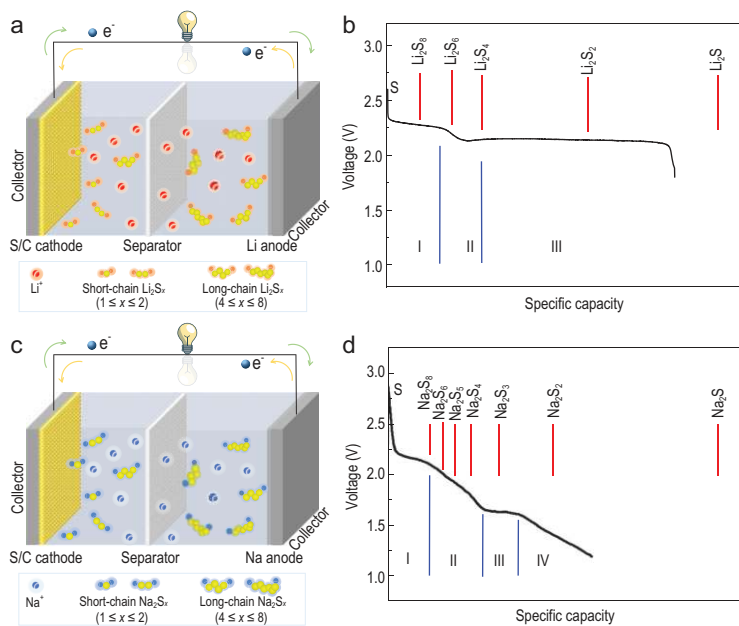 a
e⁻
e⁻
Collector
S/C cathode
Separator
Li anode
Collector
Li⁺
Short-chain Li₂Sₓ
(1 ≤ x ≤ 2)
Long-chain Li₂Sₓ
(4 ≤ x ≤ 8)
b
Voltage (V)
3.0
2.5
2.0
1.5
1.0
S
Li₂S₈
Li₂S₆
Li₂S₄
Li₂S₂
Li₂S
I
II
III
Specific capacity
c
e⁻
e⁻
Collector
S/C cathode
Separator
Na anode
Collector
Na⁺
Short-chain Na₂Sₓ
(1 ≤ x ≤ 2)
Long-chain Na₂Sₓ
(4 ≤ x ≤ 8)
d
Voltage (V)
3.0
2.5
2.0
1.5
1.0
S
Na₂S₈
Na₂S₆
Na₂S₅
Na₂S₄
Na₂S₃
Na₂S₂
Na₂S
I
II
III
IV
Specific capacity